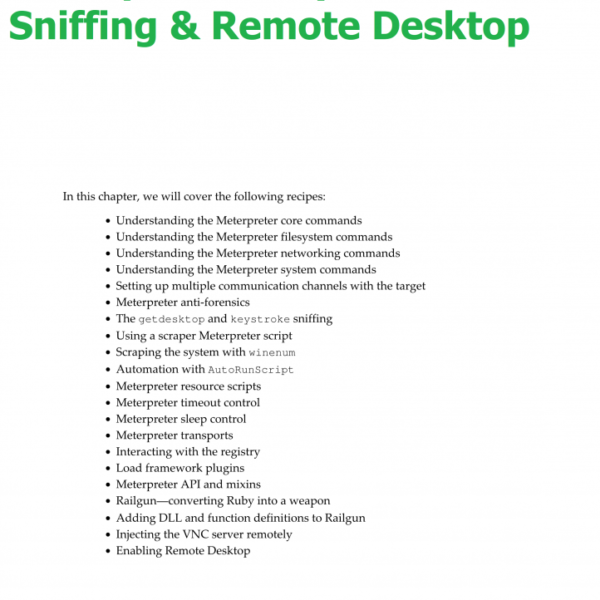 Sniffing & Remote Desktop
In this chapter, we will cover the following recipes:
• Understanding the Meterpreter core commands
• Understanding the Meterpreter filesystem commands
• Understanding the Meterpreter networking commands
• Understanding the Meterpreter system commands
• Setting up multiple communication channels with the target
• Meterpreter anti-forensics
• The getdesktop and keystroke sniffing
• Using a scraper Meterpreter script
• Scraping the system with winenum
• Automation with AutoRunScript
• Meterpreter resource scripts
• Meterpreter timeout control
• Meterpreter sleep control
• Meterpreter transports
• Interacting with the registry
• Load framework plugins
• Meterpreter API and mixins
• Railgun—converting Ruby into a weapon
• Adding DLL and function definitions to Railgun
• Injecting the VNC server remotely
• Enabling Remote Desktop